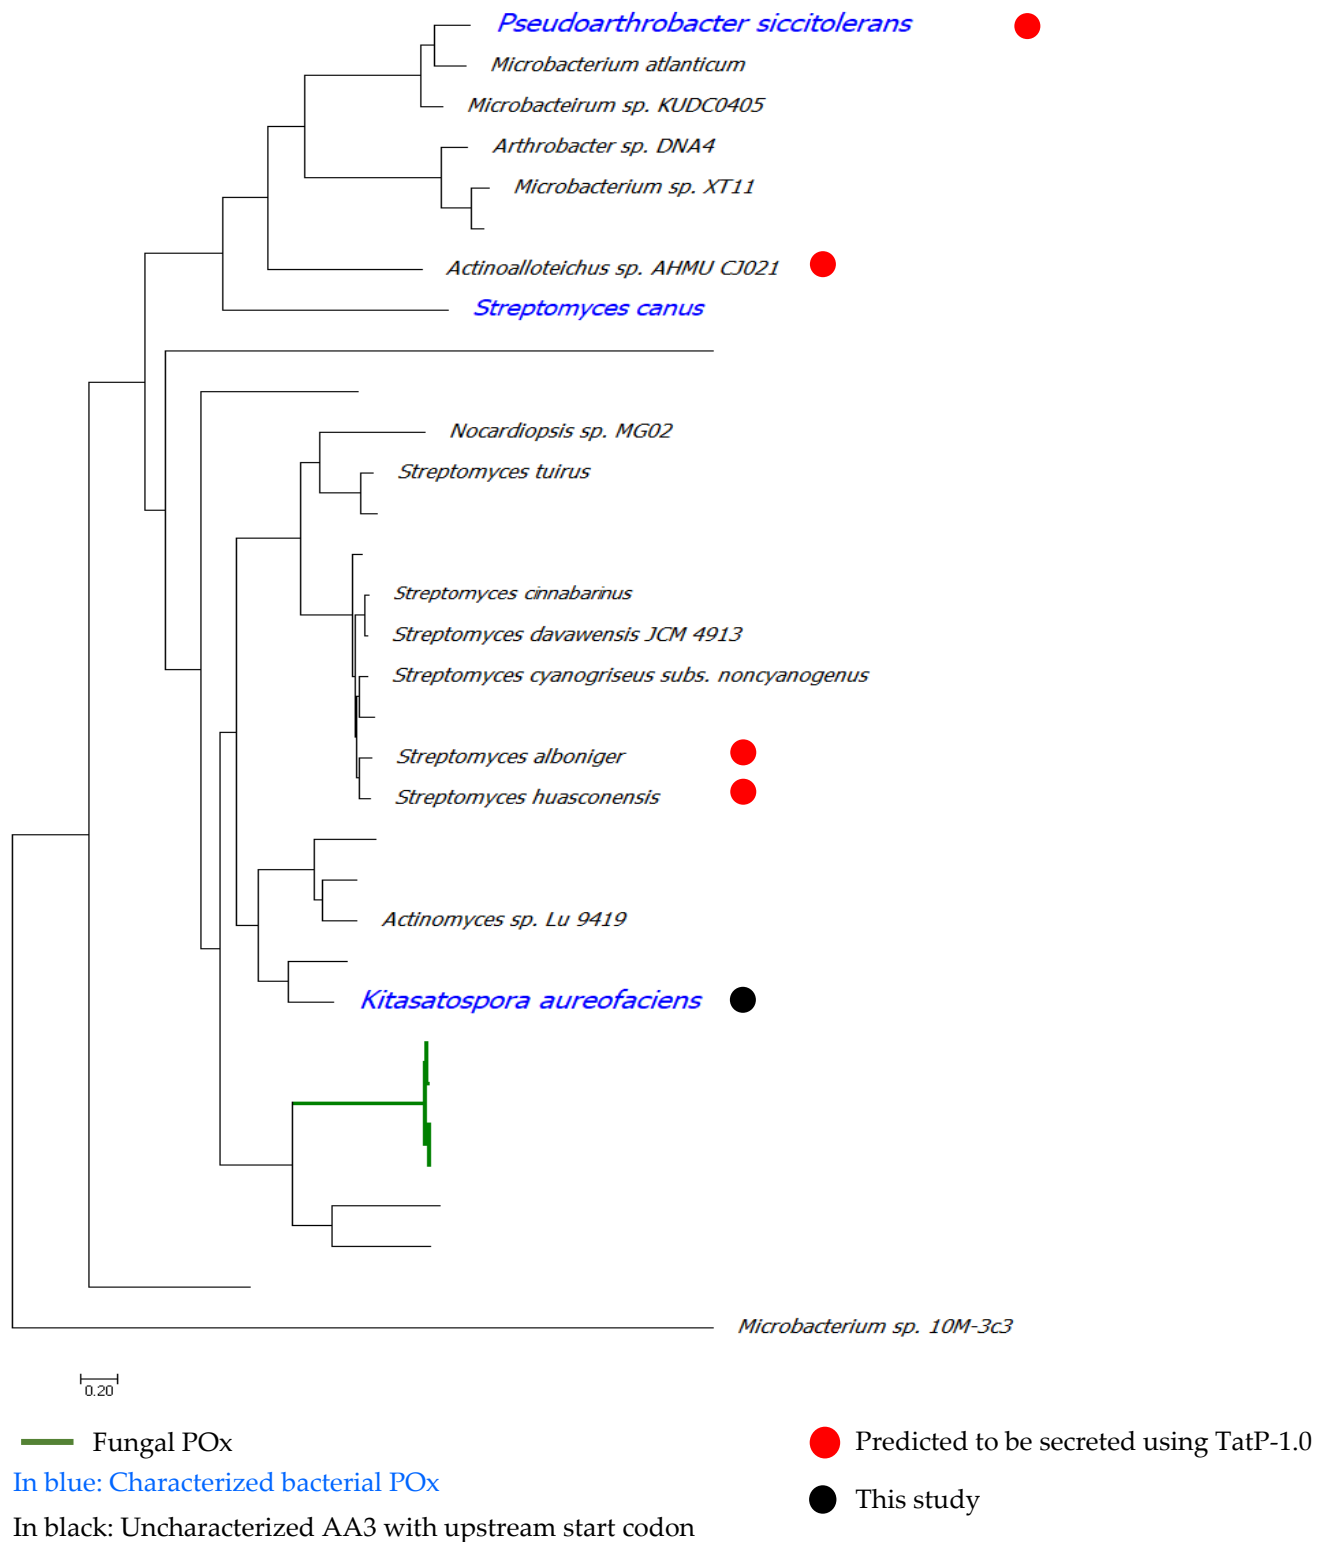 Pseudoarthrobacter siccitolerans
Microbacterium atlanticum
Microbacteirum sp. KUDC0405
Arthrobacter sp. DNA4
Microbacterium sp. XT11
Actinoalloteichus sp. AHMU CJ021
Streptomyces canus
Nocardiopsis sp. MG02
Streptomyces tuirus
Streptomyces cinnabarinus
Streptomyces davawensis JCM 4913
Streptomyces cyanogriseus subs. noncyanogenus
Streptomyces alboniger
Streptomyces huasconensis
Actinomyces sp. Lu 9419
Kitasatospora aureofaciens
Microbacterium sp. 10M-3c3
0.20
Fungal POx
In blue: Characterized bacterial POx
In black: Uncharacterized AA3 with upstream start codon
Predicted to be secreted using TatP-1.0
This study